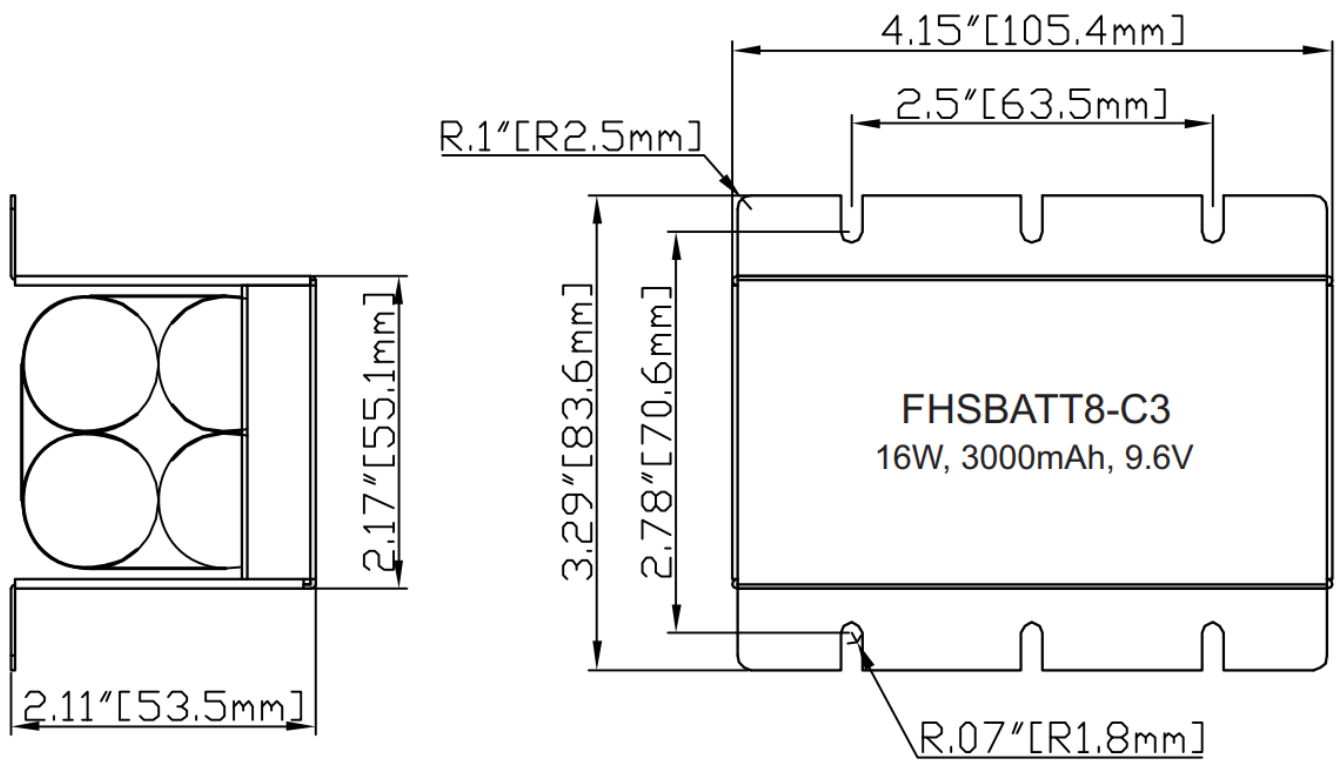 4.15"[105.4mm]
2.5"[63.5mm]
R.1"[R2.5mm]
2.17"[55.1mm]
3.29"[83.6mm]
2.78"[70.6mm]
FHSBATT8-C3
16W, 3000mAh, 9.6V
2.11"[53.5mm]
R.07"[R1.8mm]